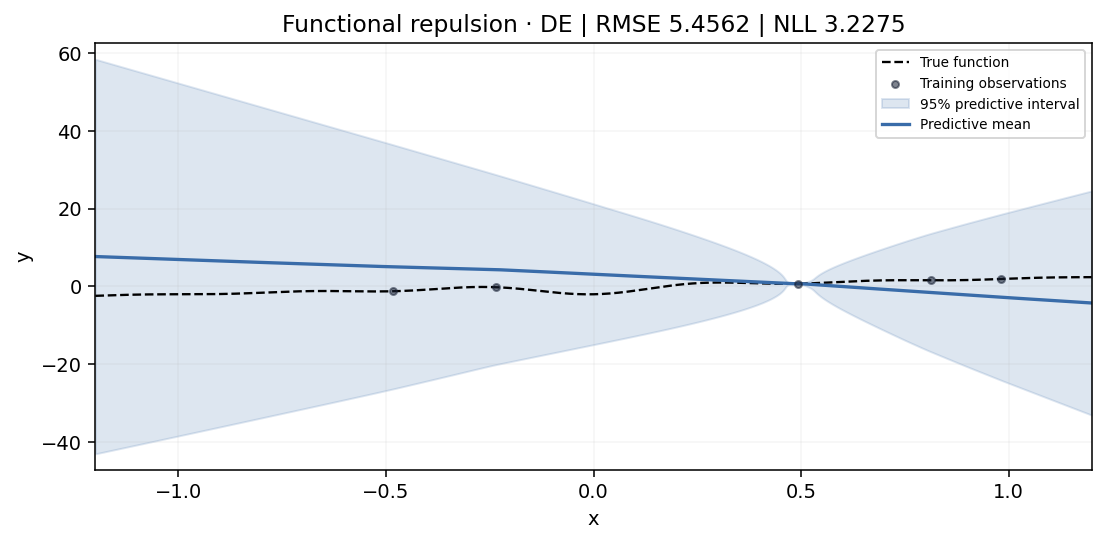 Functional repulsion · DE | RMSE 5.4562 | NLL 3.2275
True function
Training observations
95% predictive interval
Predictive mean
y
60
40
20
0
−20
−40
−1.0 −0.5 0.0 0.5 1.0
x